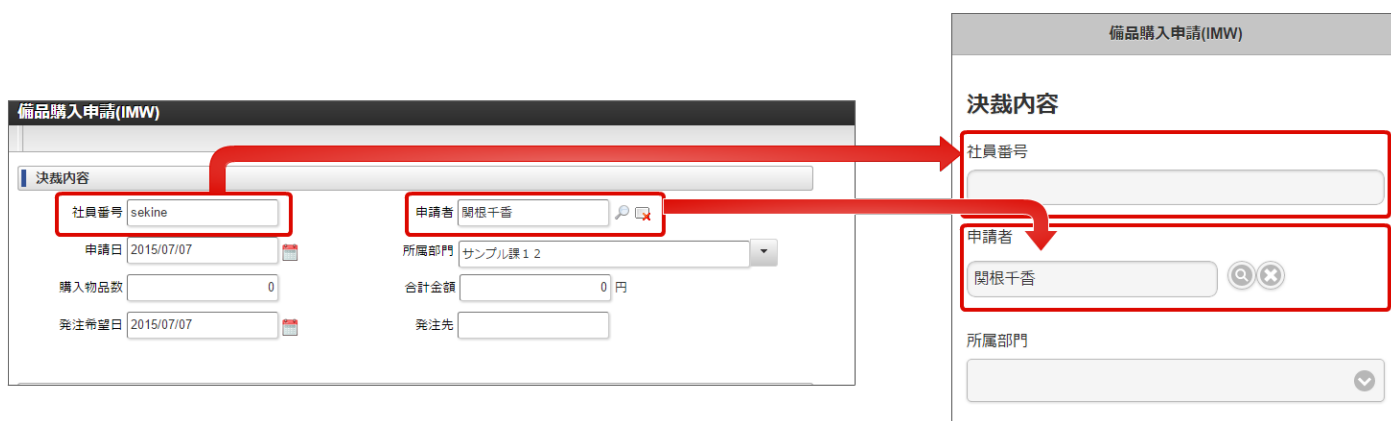 備品購入申請(IMW)
決裁内容
社員番号 sekine 申請者 関根千香
申請日 2015/07/07 所属部門 サンプル課１２
購入物品数 0 合計金額 0 円
発注希望日 2015/07/07 発注先
備品購入申請(IMW)
決裁内容
社員番号
申請者
関根千香
所属部門